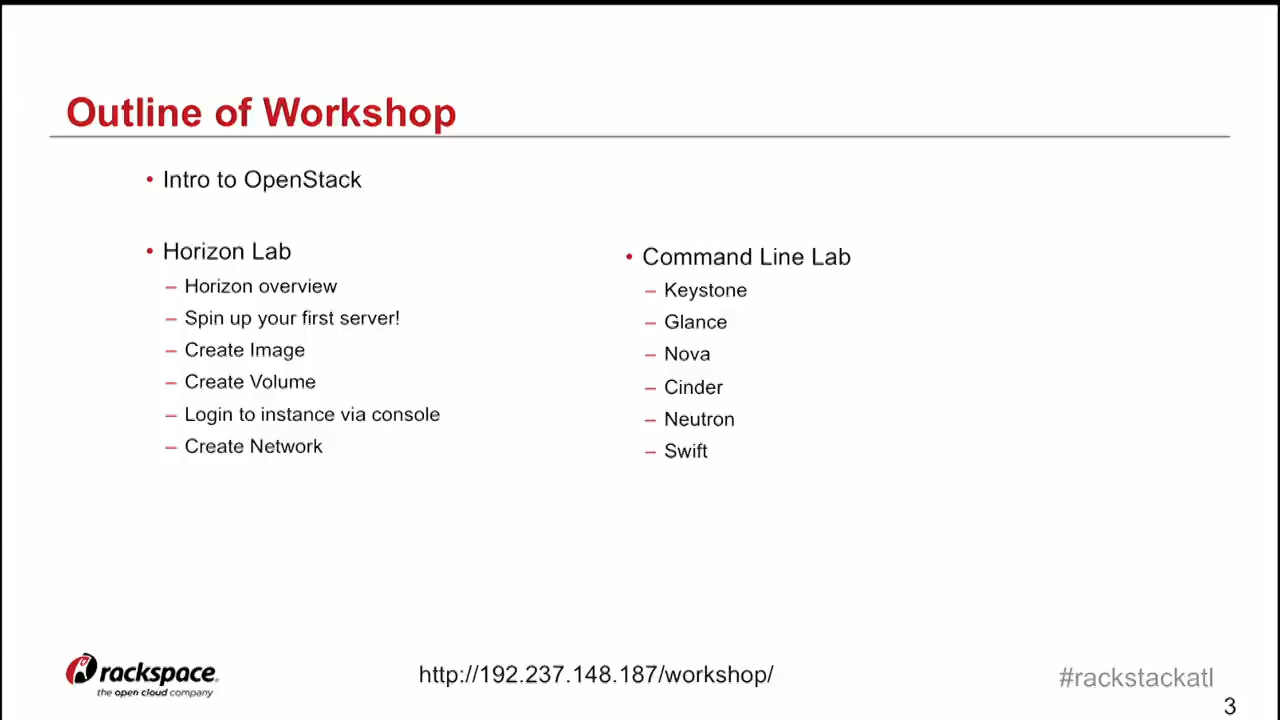 Outline of Workshop
• Intro to OpenStack
• Horizon Lab
– Horizon overview
– Spin up your first server!
– Create Image
– Create Volume
– Login to instance via console
– Create Network
• Command Line Lab
– Keystone
– Glance
– Nova
– Cinder
– Neutron
– Swift
rackspace.
the open cloud company
http://192.237.148.187/workshop/
#rackstackatl
3